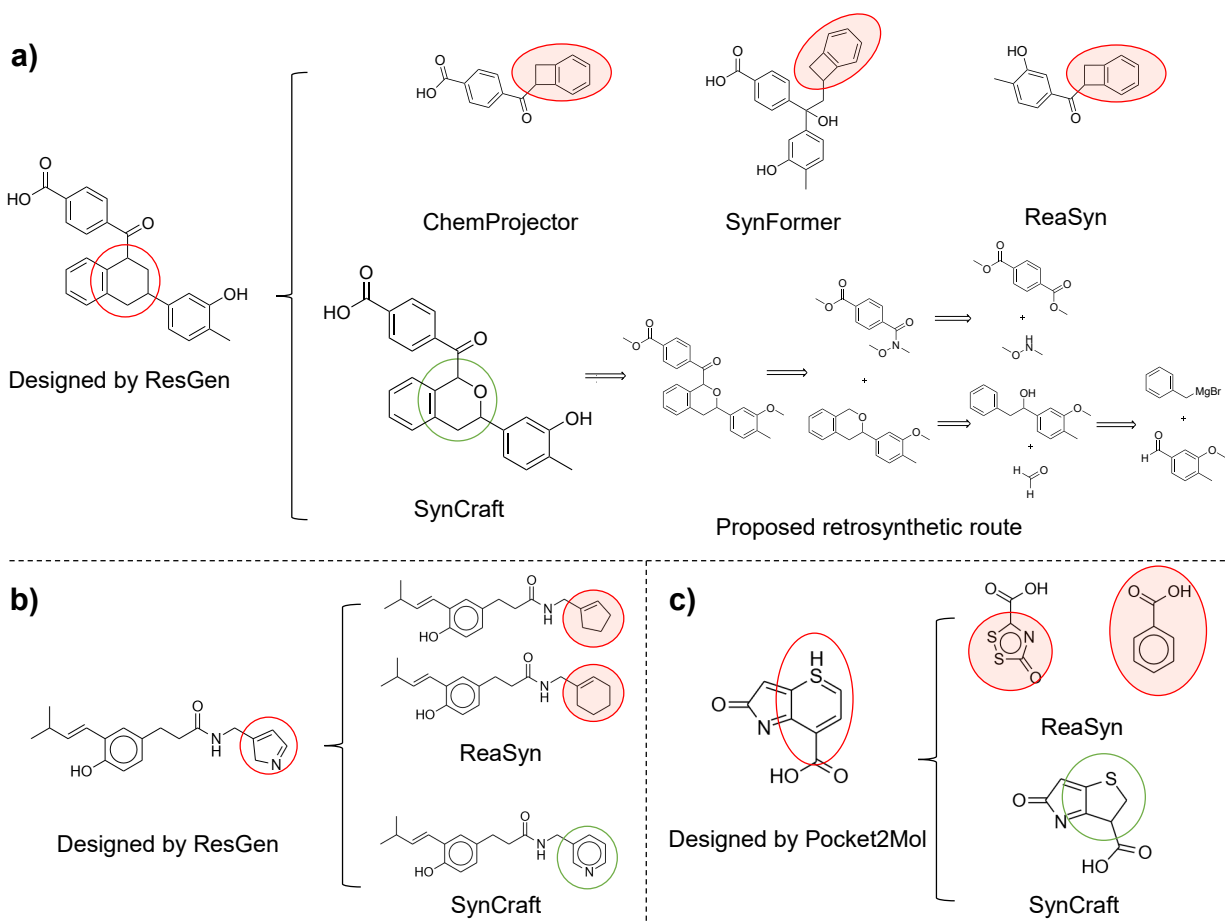 a)
HO
O
O
OH
Designed by ResGen
O
HO
O
ChemProjector
O
HO
OH
HO
SynFormer
HO
O
ReaSyn
O
HO
O
O
OH
SynCraft
O
O
O
O
O
O
O
O
O
N
O
+
O
O
O
O
O
O
+
H
O
N
OH
O
+
O
H
H
MgBr
+
O
H
O
Proposed retrosynthetic route
b)
O
N
H
HO
O
N
H
HO
ReaSyn
O
N
H
HO
N
Designed by ResGen
O
N
H
HO
N
SynCraft
c)
H
S
O
N
HO
O
Designed by Pocket2Mol
O
OH
S
S
N
O
O
OH
ReaSyn
O
N
S
HO
O
SynCraft